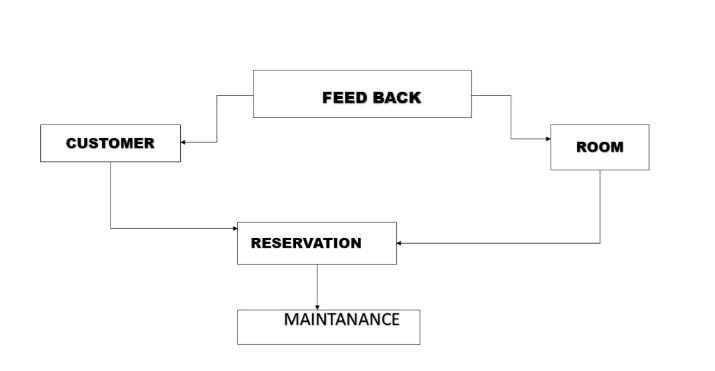 FEED BACK
CUSTOMER
ROOM
RESERVATION
MAINTANANCE